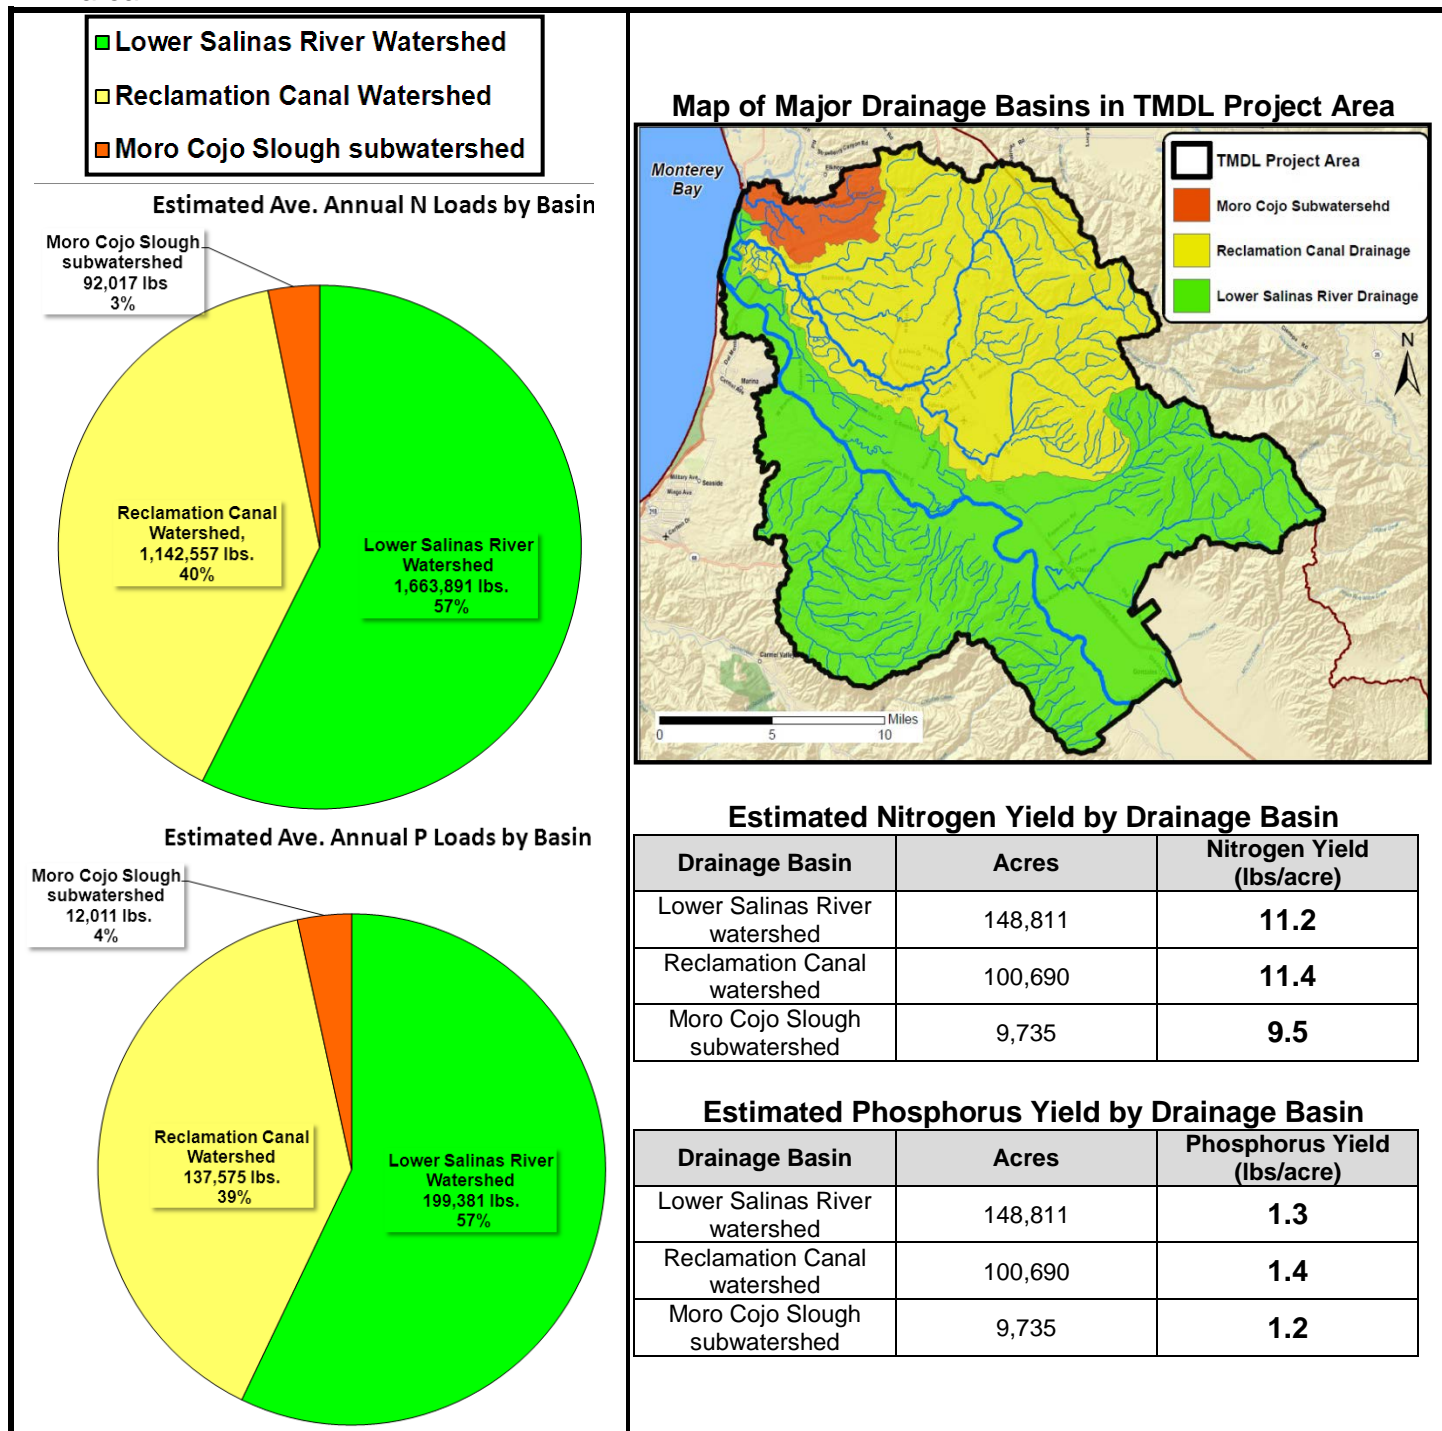 Lower Salinas River Watershed
Reclamation Canal Watershed
Moro Cojo Slough subwatershed
Estimated Ave. Annual N Loads by Basin
Moro Cojo Slough
subwatershed
92,017 lbs
3%
Reclamation Canal
Watershed,
1,142,557 lbs.
40%
Lower Salinas River
Watershed
1,663,891 lbs.
57%
Estimated Ave. Annual P Loads by Basin
Moro Cojo Slough
subwatershed
12,011 lbs.
4%
Reclamation Canal
Watershed
137,575 lbs.
39%
Lower Salinas River
Watershed
199,381 lbs.
57%
Map of Major Drainage Basins in TMDL Project Area
Monterey
Bay
TMDL Project Area
Moro Cojo Subwatersehd
Reclamation Canal Drainage
Lower Salinas River Drainage
N
Marina
Seaside
Carmel Valley
Miles
0 5 10
Estimated Nitrogen Yield by Drainage Basin
Drainage Basin Acres Nitrogen Yield
(lbs/acre)
Lower Salinas River
watershed 148,811 11.2
Reclamation Canal
watershed 100,690 11.4
Moro Cojo Slough
subwatershed 9,735 9.5
Estimated Phosphorus Yield by Drainage Basin
Drainage Basin Acres Phosphorus Yield
(lbs/acre)
Lower Salinas River
watershed 148,811 1.3
Reclamation Canal
watershed 100,690 1.4
Moro Cojo Slough
subwatershed 9,735 1.2